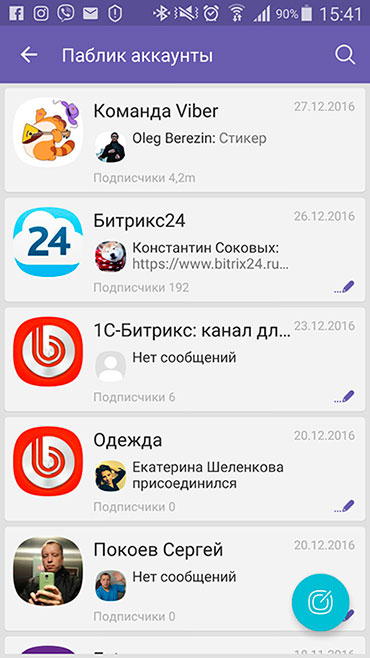 90% 15:41
Паблик аккаунты
Команда Viber
27.12.2016
Oleg Berezin: Стикер
Подписчики 4,2m
24
Битрикс24
26.12.2016
Константин Соковых:
https://www.bitrix24.ru...
Подписчики 192
1С-Битрикс: канал дл...
23.12.2016
Нет сообщений
Подписчики 6
Одежда
20.12.2016
Екатерина Шеленкова
присоединился
Подписчики 0
Покоев Сергей
20.12.2016
Нет сообщений
Подписчики 0